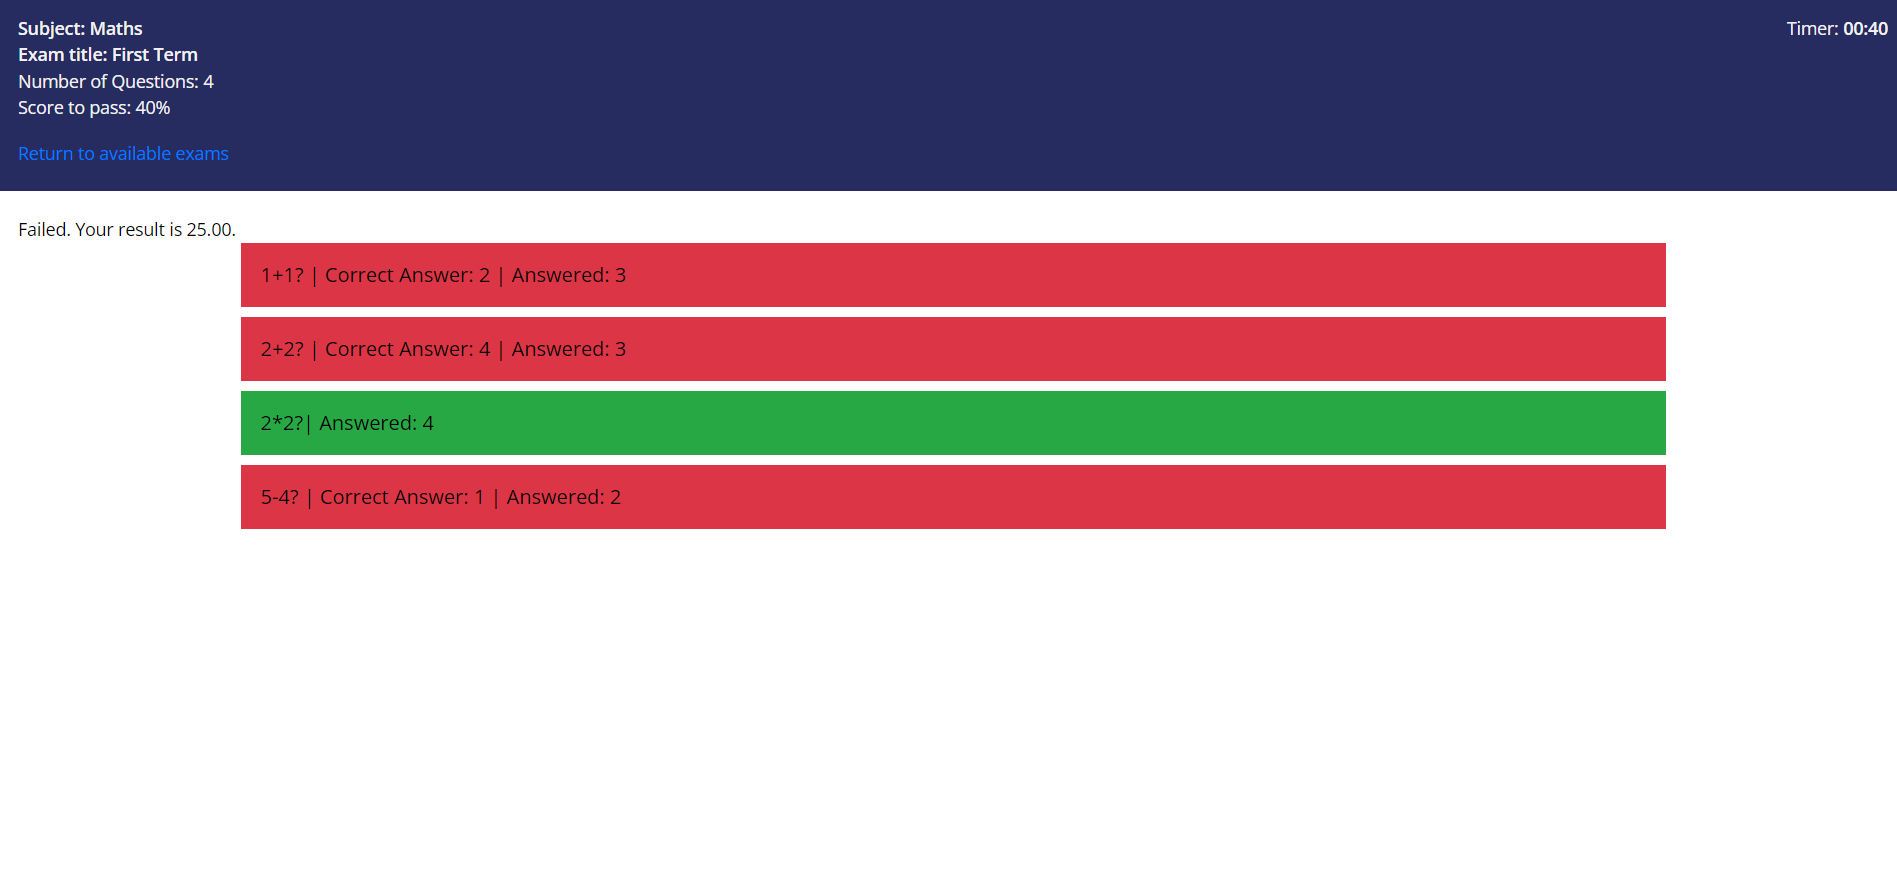 Subject: Maths
Timer: 00:40
Exam title: First Term
Number of Questions: 4
Score to pass: 40%
Return to available exams
Failed. Your result is 25.00.
1+1? | Correct Answer: 2 | Answered: 3
2+2? | Correct Answer: 4 | Answered: 3
2*2?| Answered: 4
5-4? | Correct Answer: 1 | Answered: 2